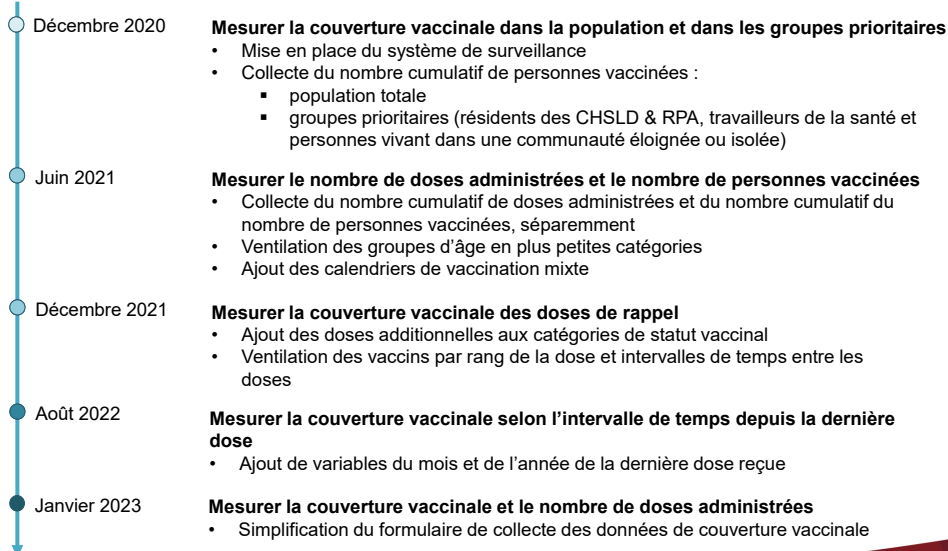 Décembre 2020
Mesurer la couverture vaccinale dans la population et dans les groupes prioritaires
• Mise en place du système de surveillance
• Collecte du nombre cumulatif de personnes vaccinées :
▪ population totale
▪ groupes prioritaires (résidents des CHSLD & RPA, travailleurs de la santé et
personnes vivant dans une communauté éloignée ou isolée)
Juin 2021
Mesurer le nombre de doses administrées et le nombre de personnes vaccinées
• Collecte du nombre cumulatif de doses administrées et du nombre cumulatif du
nombre de personnes vaccinées, séparemment
• Ventilation des groupes d’âge en plus petites catégories
• Ajout des calendriers de vaccination mixte
Décembre 2021
Mesurer la couverture vaccinale des doses de rappel
• Ajout des doses additionnelles aux catégories de statut vaccinal
• Ventilation des vaccins par rang de la dose et intervalles de temps entre les
doses
Août 2022
Mesurer la couverture vaccinale selon l’intervalle de temps depuis la dernière
dose
• Ajout de variables du mois et de l’année de la dernière dose reçue
Janvier 2023
Mesurer la couverture vaccinale et le nombre de doses administrées
• Simplification du formulaire de collecte des données de couverture vaccinale